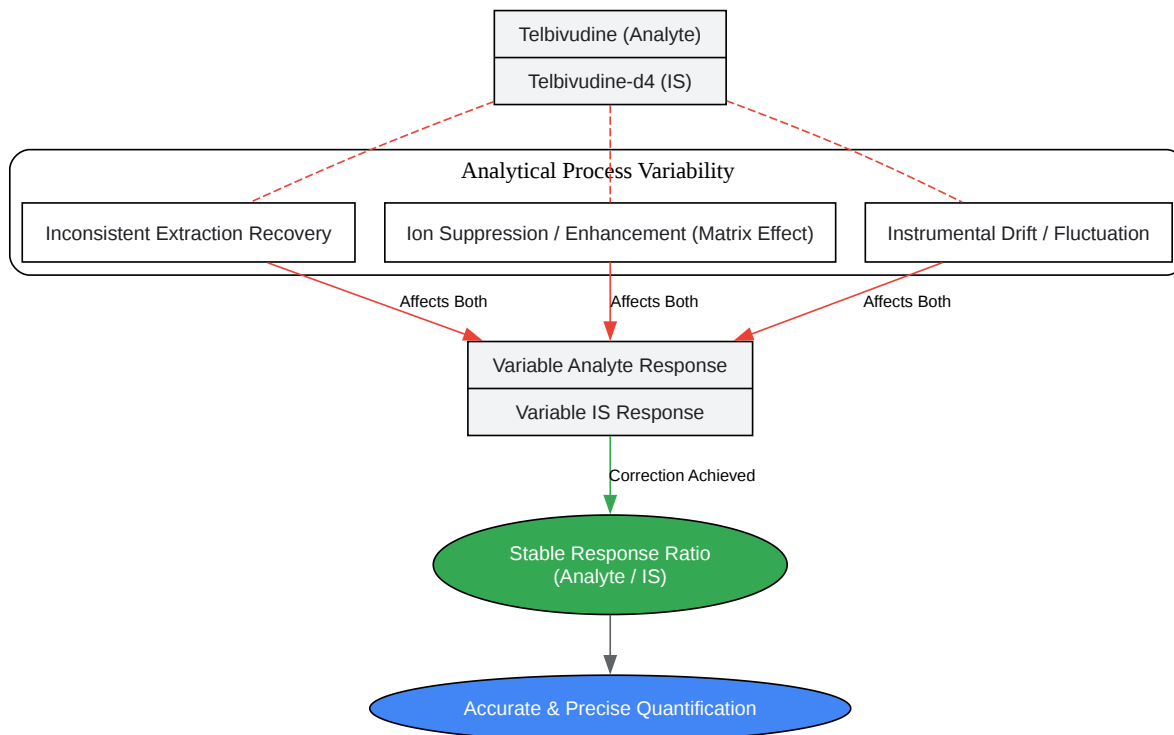 Telbivudine (Analyte)
Telbivudine-d4 (IS)
Analytical Process Variability
Inconsistent Extraction Recovery
Ion Suppression / Enhancement (Matrix Effect)
Instrumental Drift / Fluctuation
Affects Both
Affects Both
Affects Both
Variable Analyte Response
Variable IS Response
Correction Achieved
Stable Response Ratio
(Analyte / IS)
Accurate & Precise Quantification